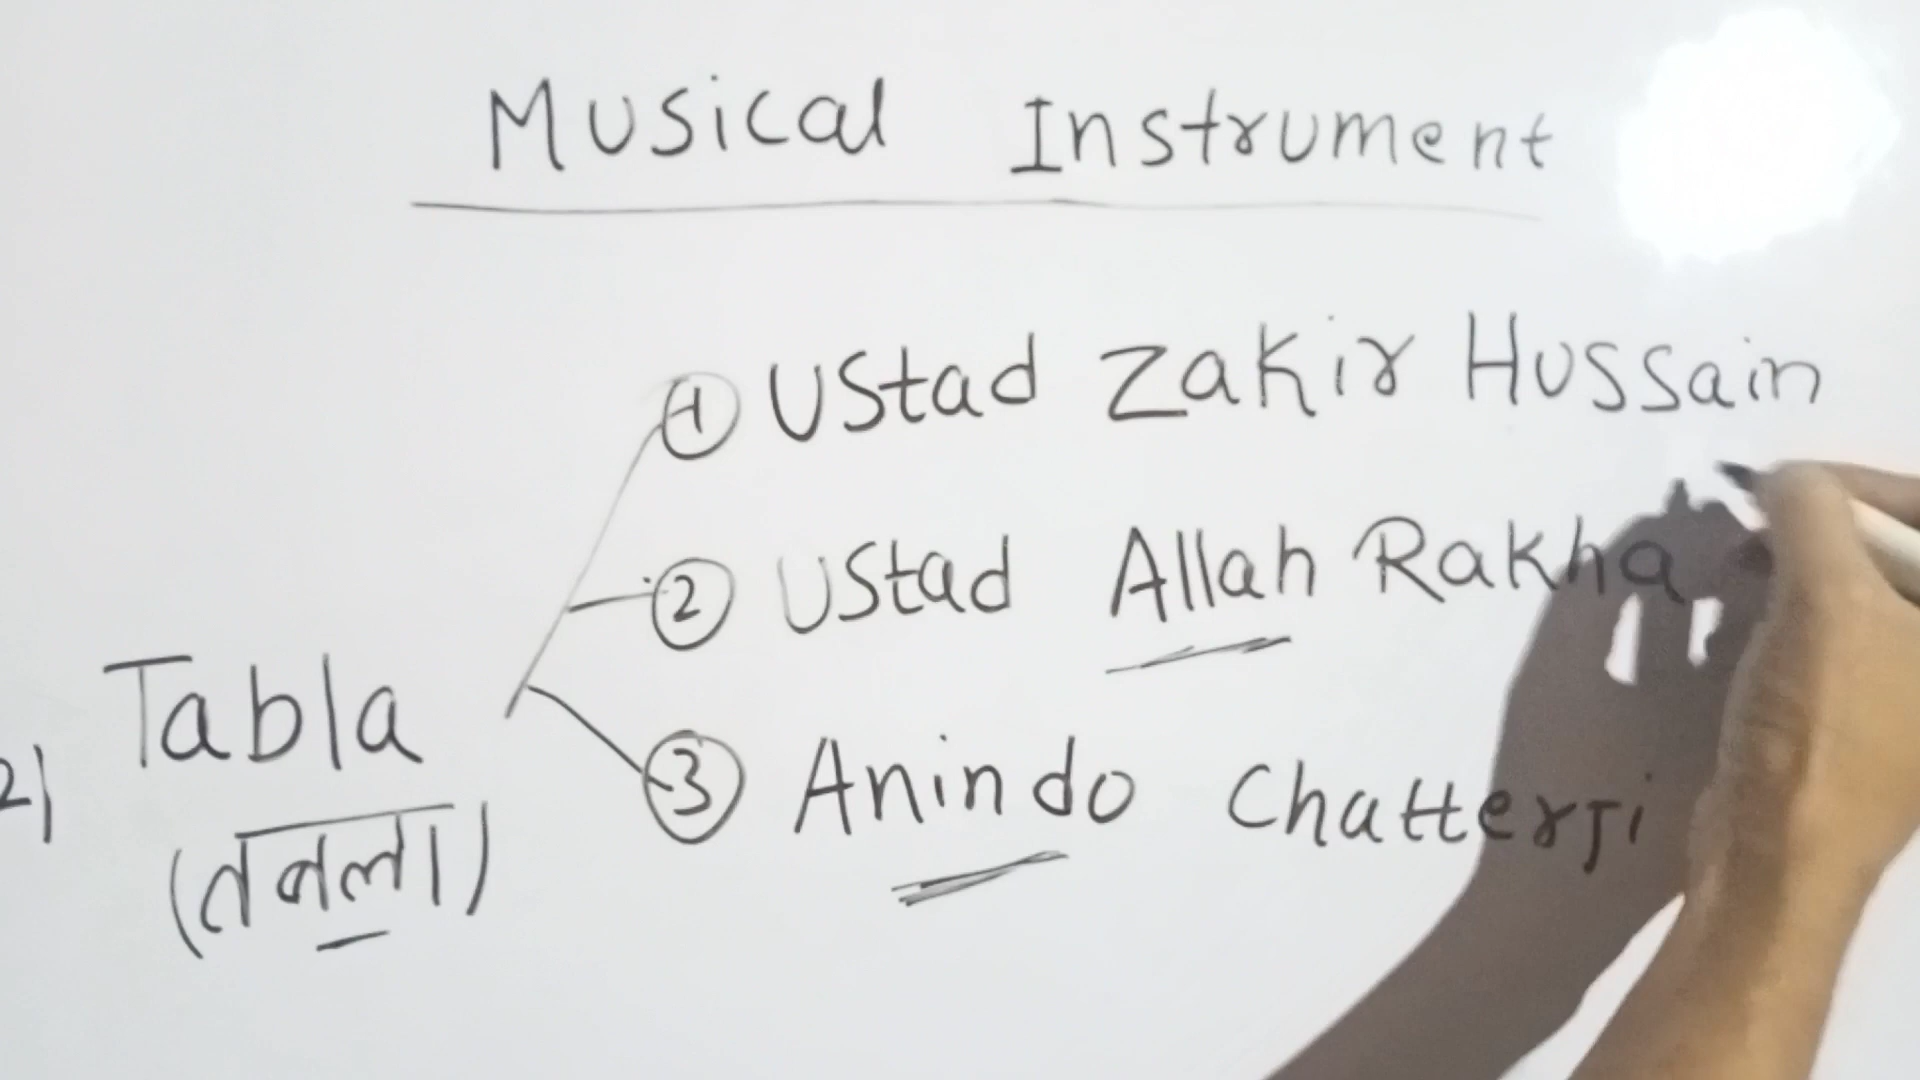 Musical Instrument
① Ustad Zakir Hussain
② Ustad Allah Rakha
2) Tabla
(तबला)
③ Anindo Chatterji